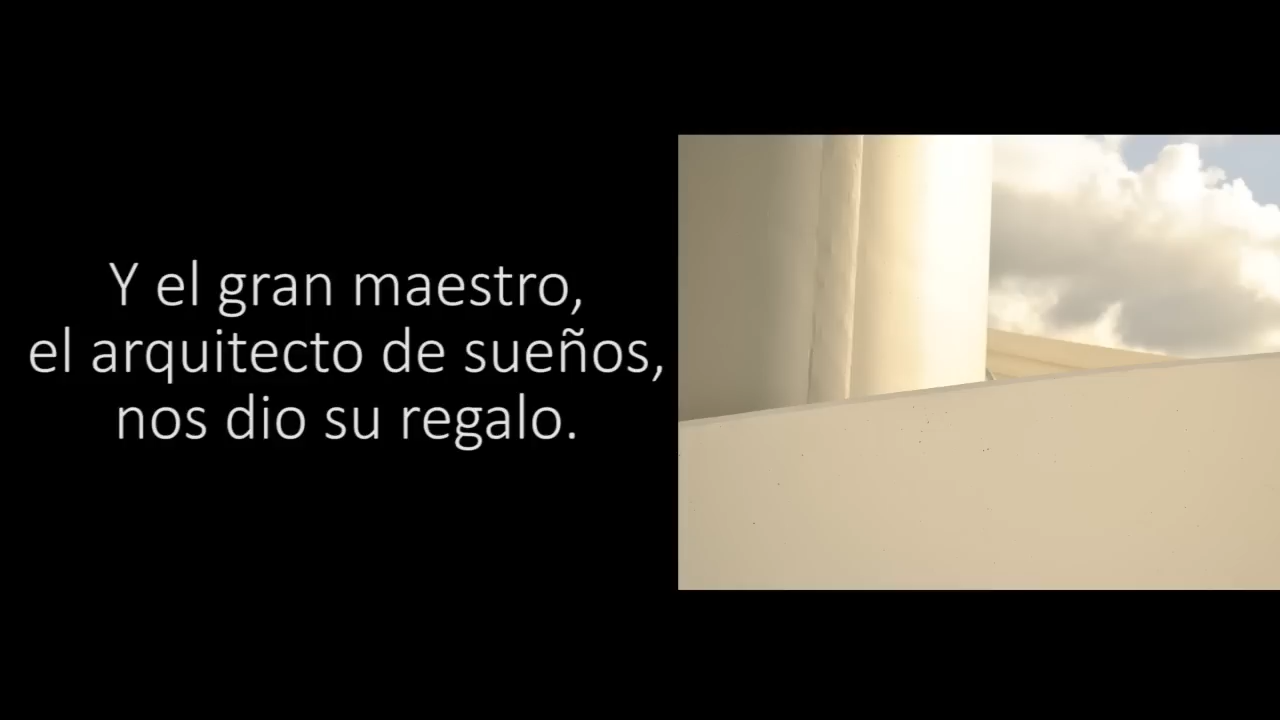 Y el gran maestro,
el arquitecto de sueños,
nos dio su regalo.